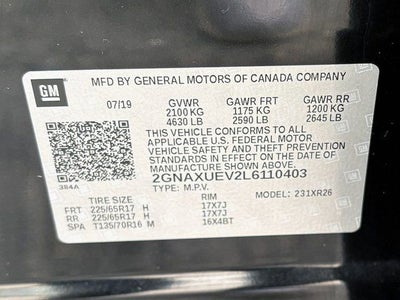 GM
MFD BY GENERAL MOTORS OF CANADA COMPANY
07/19 GVWR GAWR FRT GAWR RR
2100 KG 1175 KG 1200 KG
4630 LB 2590 LB 2645 LB
THIS VEHICLE CONFORMS TO ALL
APPLICABLE U.S. FEDERAL MOTOR
VEHICLE SAFETY AND THEFT PREVENTION
STANDARDS IN EFFECT ON THE DATE OF
MANUFACTURE SHOWN ABOVE.
384A 2GNAXUEV2L6110403
TYPE: M.P.V. MODEL: 231XR26
TIRE SIZE RIM
FRT 225/65R17 H 17X7J
RR 225/65R17 H 17X7J
SPA T135/70R16 M 16X4BT